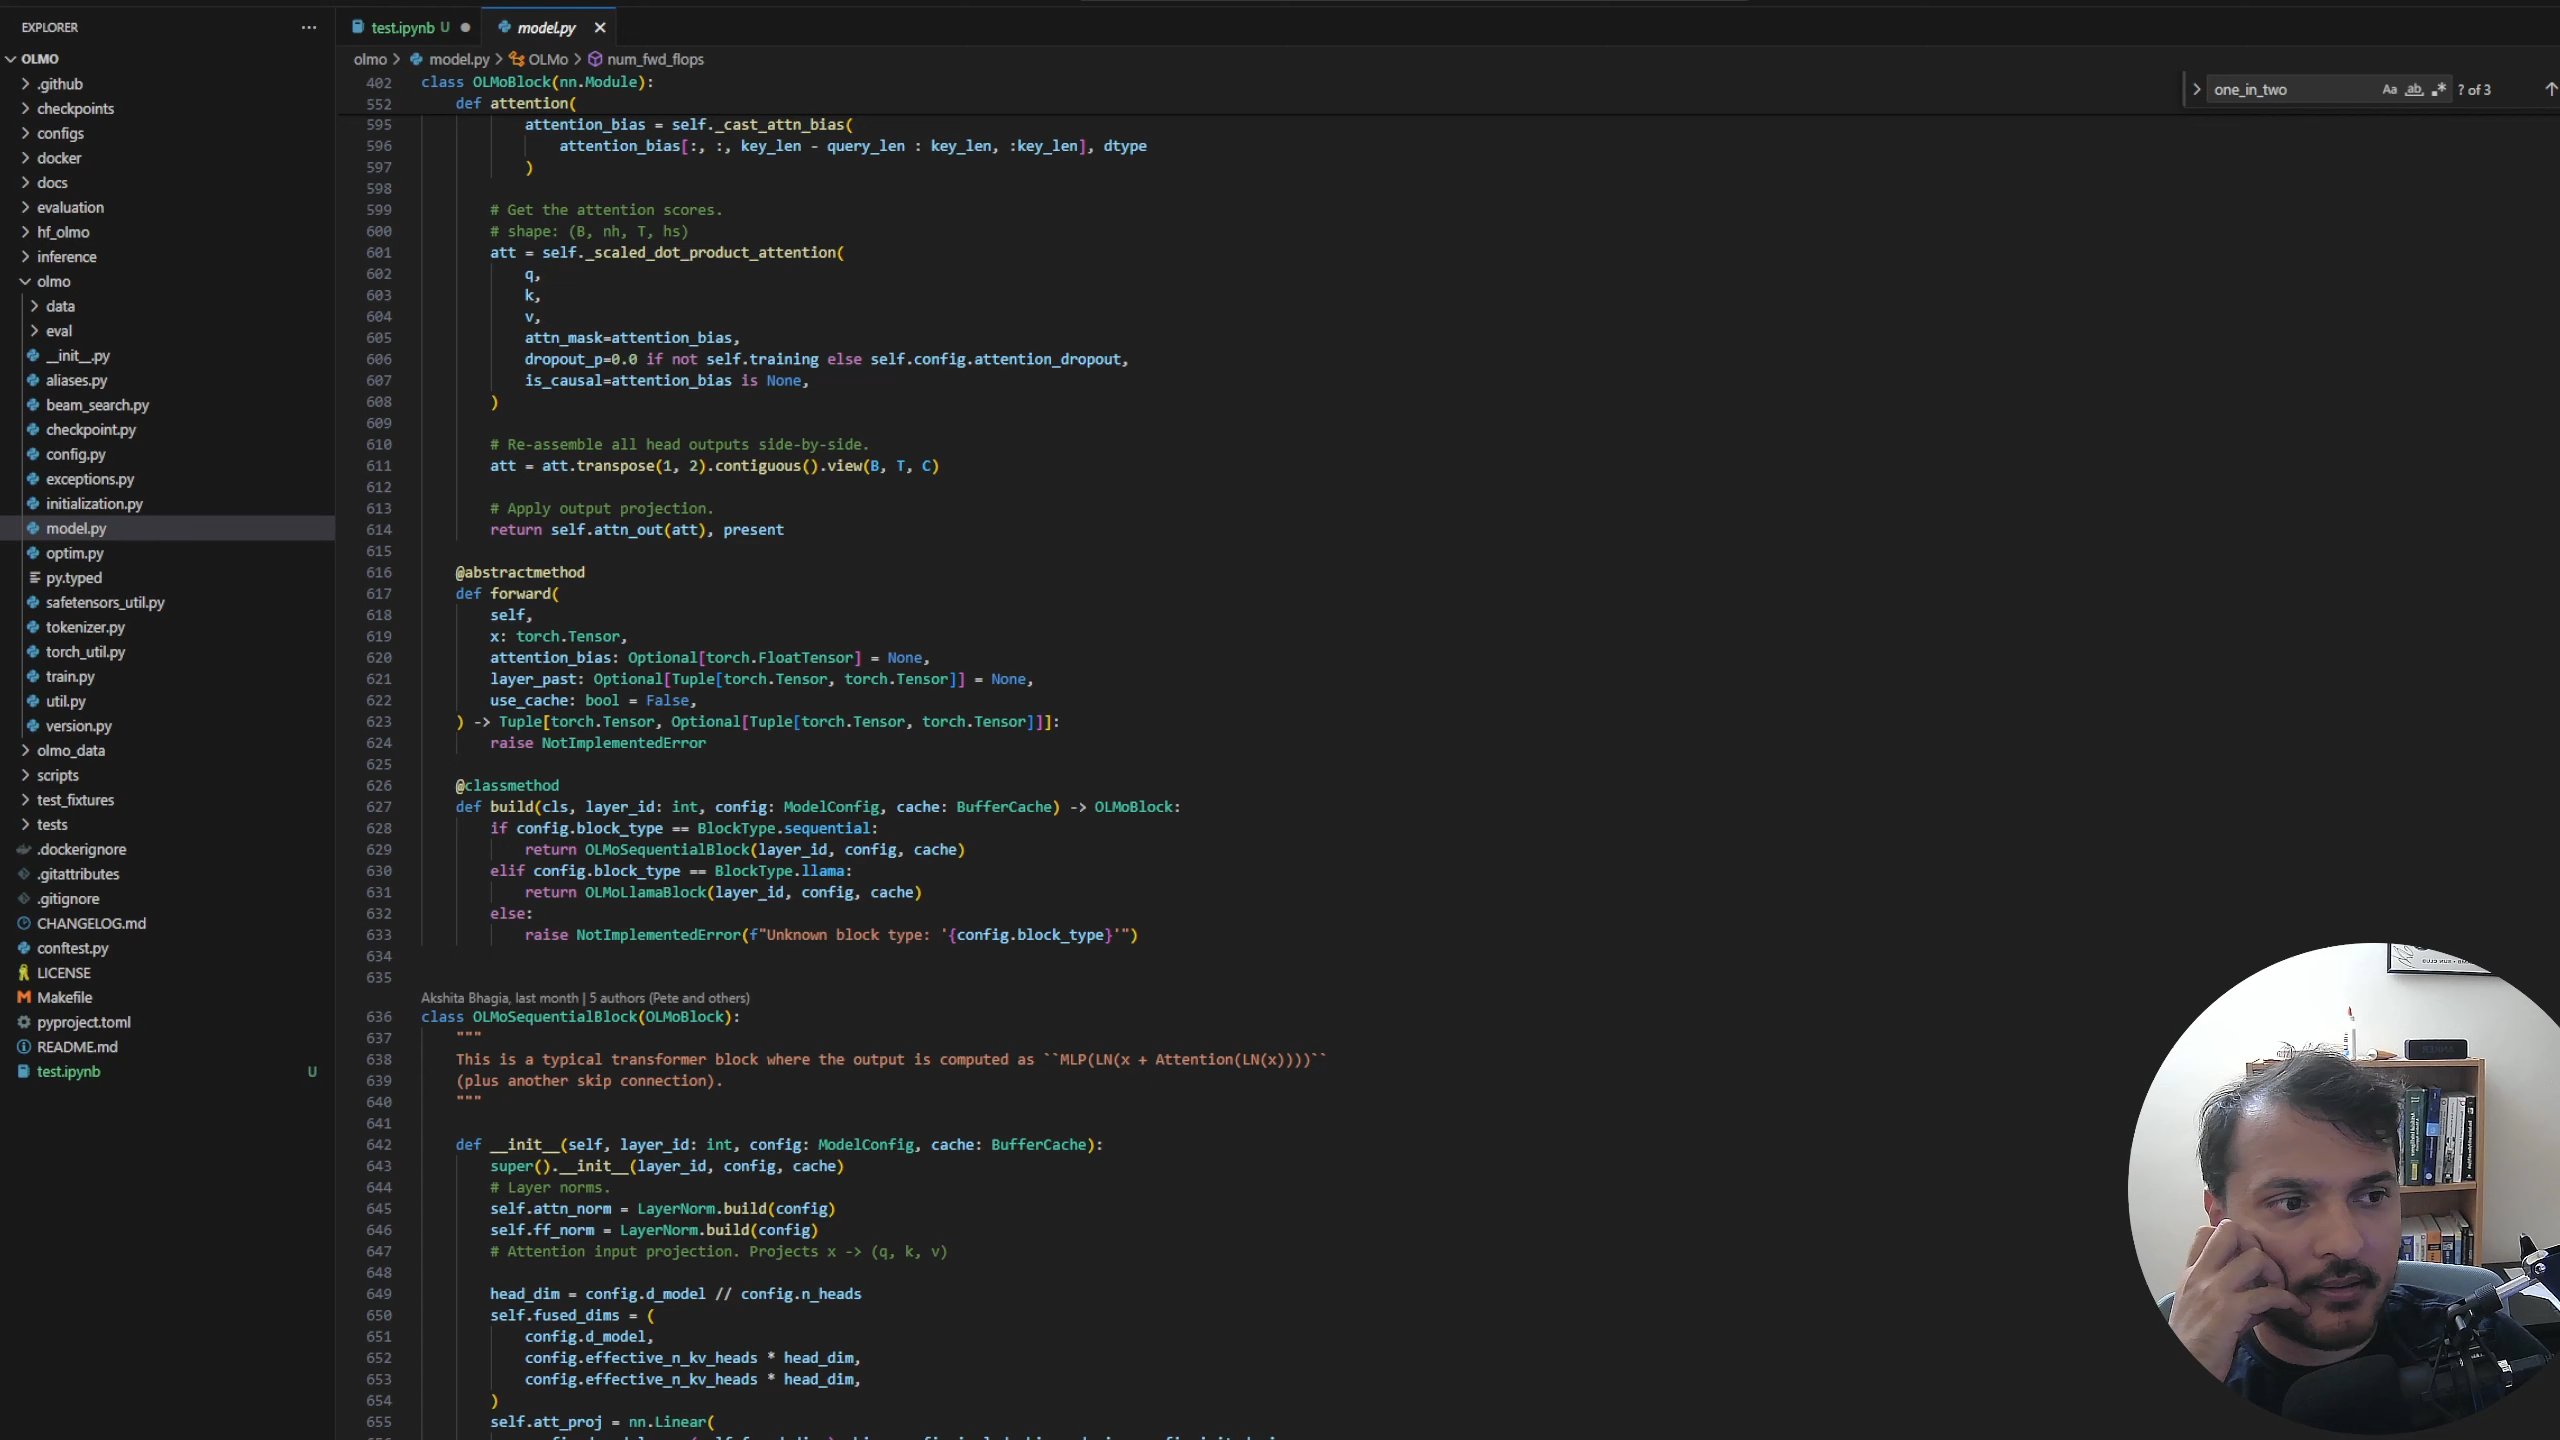 EXPLORER
OLMO
.github
checkpoints
configs
docker
docs
evaluation
hf_olmo
inference
olmo
data
eval
__init__.py
aliases.py
beam_search.py
checkpoint.py
config.py
exceptions.py
initialization.py
model.py
optim.py
py.typed
safetensors_util.py
tokenizer.py
torch_util.py
train.py
util.py
version.py
olmo_data
scripts
test_fixtures
tests
.dockerignore
.gitattributes
.gitignore
CHANGELOG.md
conftest.py
LICENSE
Makefile
pyproject.toml
README.md
test.ipynb U
test.ipynb U
model.py
olmo > model.py > OLMo > num_fwd_flops
one_in_two Aa ab ? of 3
402 class OLMoBlock(nn.Module):
552 def attention(
595 attention_bias = self._cast_attn_bias(
596 attention_bias[:, :, key_len - query_len : key_len, :key_len], dtype
597 )
598
599 # Get the attention scores.
600 # shape: (B, nh, T, hs)
601 att = self._scaled_dot_product_attention(
602 q,
603 k,
604 v,
605 attn_mask=attention_bias,
606 dropout_p=0.0 if not self.training else self.config.attention_dropout,
607 is_causal=attention_bias is None,
608 )
609
610 # Re-assemble all head outputs side-by-side.
611 att = att.transpose(1, 2).contiguous().view(B, T, C)
612
613 # Apply output projection.
614 return self.attn_out(att), present
615
616 @abstractmethod
617 def forward(
618 self,
619 x: torch.Tensor,
620 attention_bias: Optional[torch.FloatTensor] = None,
621 layer_past: Optional[Tuple[torch.Tensor, torch.Tensor]] = None,
622 use_cache: bool = False,
623 ) -> Tuple[torch.Tensor, Optional[Tuple[torch.Tensor, torch.Tensor]]]:
624 raise NotImplementedError
625
626 @classmethod
627 def build(cls, layer_id: int, config: ModelConfig, cache: BufferCache) -> OLMoBlock:
628 if config.block_type == BlockType.sequential:
629 return OLMoSequentialBlock(layer_id, config, cache)
630 elif config.block_type == BlockType.llama:
631 return OLMoLlamaBlock(layer_id, config, cache)
632 else:
633 raise NotImplementedError(f"Unknown block type: '{config.block_type}'")
634
635
Akshita Bhagia, last month | 5 authors (Pete and others)
636 class OLMoSequentialBlock(OLMoBlock):
637 """
638 This is a typical transformer block where the output is computed as ``MLP(LN(x + Attention(LN(x))))``
639 (plus another skip connection).
640 """
641
642 def __init__(self, layer_id: int, config: ModelConfig, cache: BufferCache):
643 super().__init__(layer_id, config, cache)
644 # Layer norms.
645 self.attn_norm = LayerNorm.build(config)
646 self.ff_norm = LayerNorm.build(config)
647 # Attention input projection. Projects x -> (q, k, v)
648
649 head_dim = config.d_model // config.n_heads
650 self.fused_dims = (
651 config.d_model,
652 config.effective_n_kv_heads * head_dim,
653 config.effective_n_kv_heads * head_dim,
654 )
655 self.att_proj = nn.Linear(